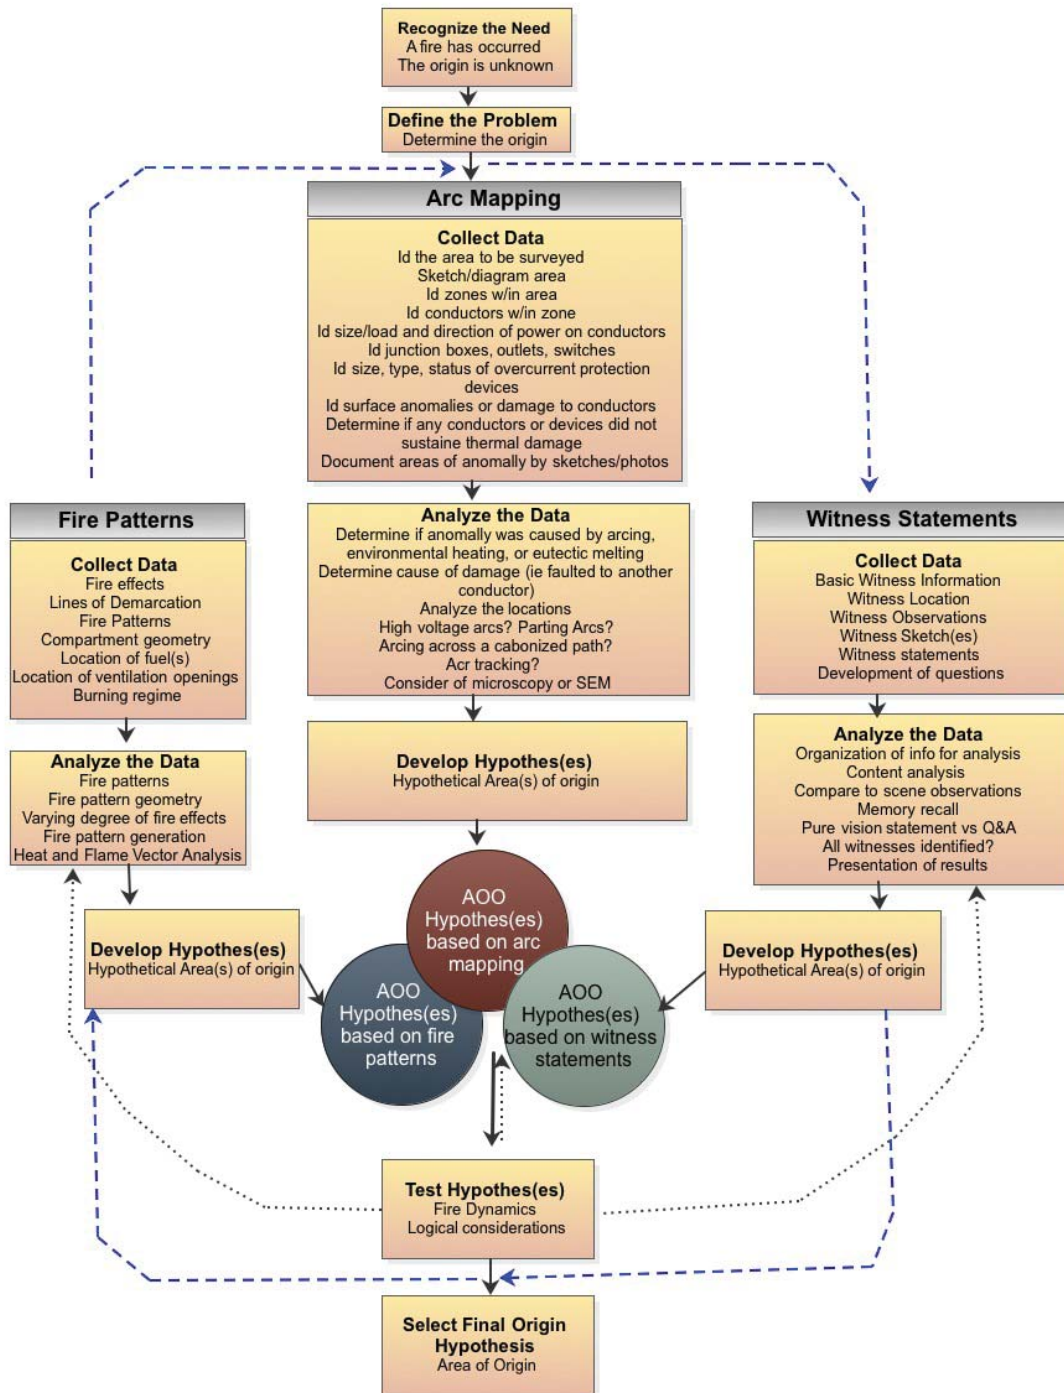 Recognize the Need
A fire has occurred
The origin is unknown
Define the Problem
Determine the origin
Arc Mapping
Collect Data
Id the area to be surveyed
Sketch/diagram area
Id zones w/in area
Id conductors w/in zone
Id size/load and direction of power on conductors
Id junction boxes, outlets, switches
Id size, type, status of overcurrent protection
devices
Id surface anomalies or damage to conductors
Determine if any conductors or devices did not
sustaine thermal damage
Document areas of anomally by sketches/photos
Analyze the Data
Determine if anomally was caused by arcing,
environmental heating, or eutectic melting
Determine cause of damage (ie faulted to another
conductor)
Analyze the locations
High voltage arcs? Parting Arcs?
Arcing across a cabonized path?
Acr tracking?
Consider of microscopy or SEM
Develop Hypothes(es)
Hypothetical Area(s) of origin
Fire Patterns
Collect Data
Fire effects
Lines of Demarcation
Fire Patterns
Compartment geometry
Location of fuel(s)
Location of ventilation openings
Burning regime
Analyze the Data
Fire patterns
Fire pattern geometry
Varying degree of fire effects
Fire pattern generation
Heat and Flame Vector Analysis
Develop Hypothes(es)
Hypothetical Area(s) of origin
Witness Statements
Collect Data
Basic Witness Information
Witness Location
Witness Observations
Witness Sketch(es)
Witness statements
Development of questions
Analyze the Data
Organization of info for analysis
Content analysis
Compare to scene observations
Memory recall
Pure vision statement vs Q&A
All witnesses identified?
Presentation of results
Develop Hypothes(es)
Hypothetical Area(s) of origin
AOO
Hypothes(es)
based on arc
mapping
AOO
Hypothes(es)
based on fire
patterns
AOO
Hypothes(es)
based on witness
statements
Test Hypothes(es)
Fire Dynamics
Logical considerations
Select Final Origin
Hypothesis
Area of Origin